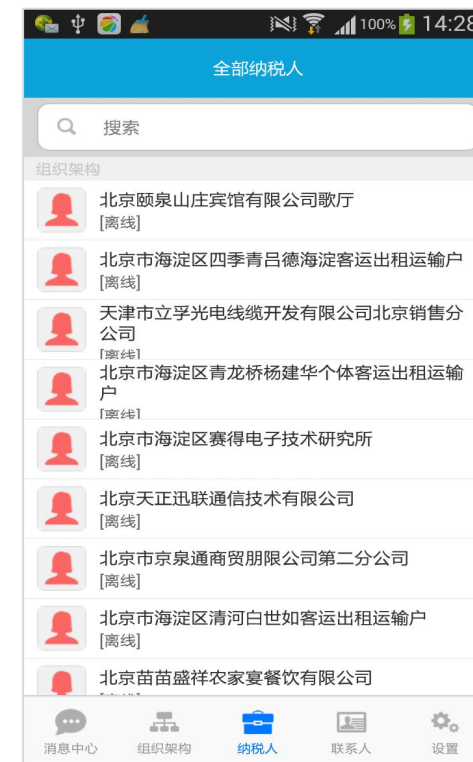 100% 14:28
全部纳税人
搜索
组织架构
北京颐泉山庄宾馆有限公司歌厅
[离线]
北京市海淀区四季青吕德海淀客运出租运输户
[离线]
天津市立孚光电线缆开发有限公司北京销售分
公司
[离线]
北京市海淀区青龙桥杨建华个体客运出租运输
户
[离线]
北京市海淀区赛得电子技术研究所
[离线]
北京天正迅联通信技术有限公司
[离线]
北京市京泉通商贸朋限公司第二分公司
[离线]
北京市海淀区清河白世如客运出租运输户
[离线]
北京苗苗盛祥农家宴餐饮有限公司
消息中心 组织架构 纳税人 联系人 设置